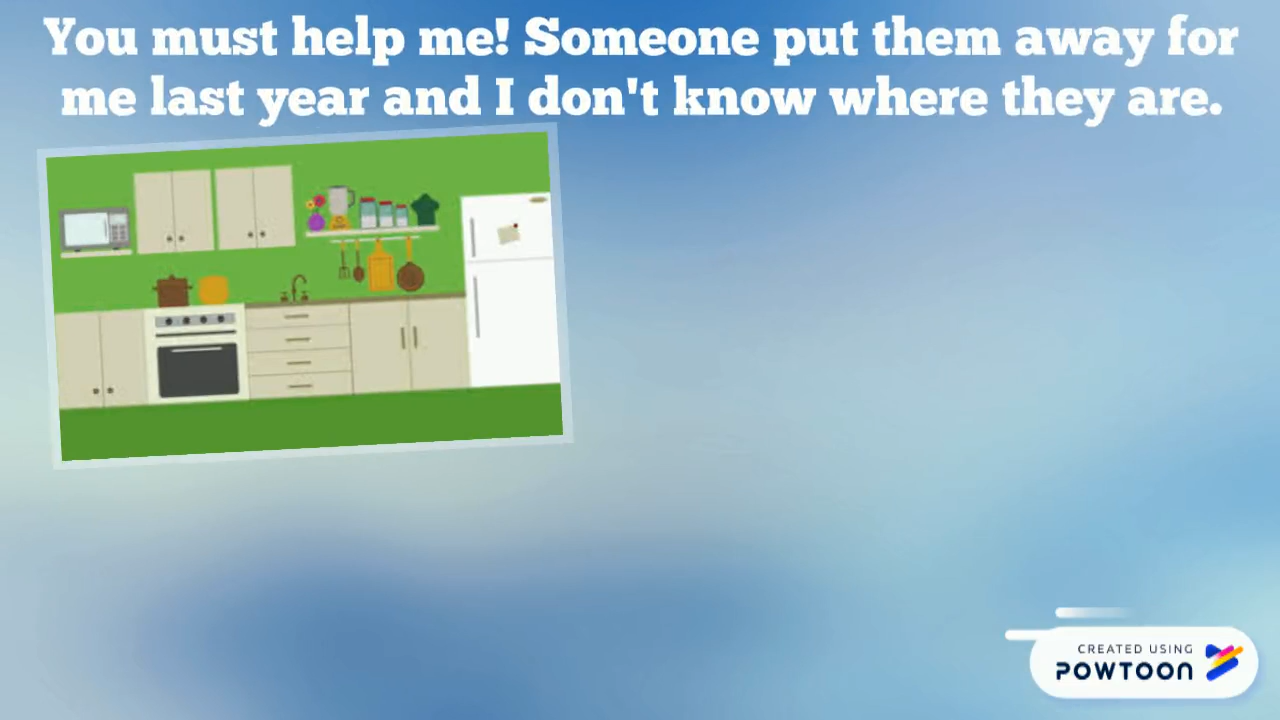 You must help me! Someone put them away for
me last year and I don't know where they are.
CREATED USING
POWTOON